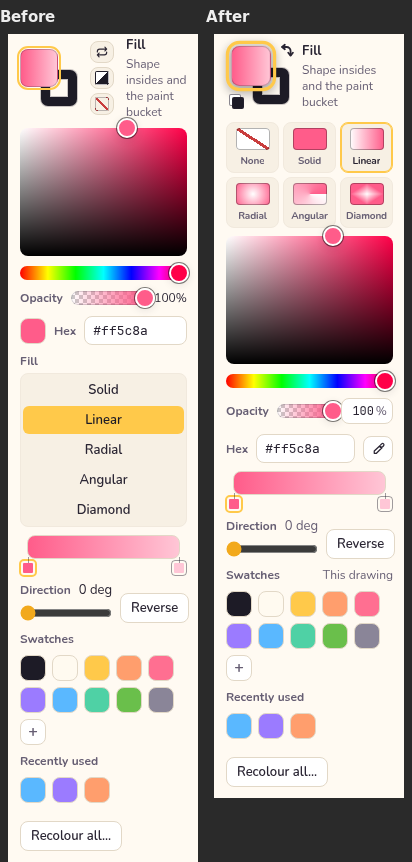 Before
Fill
Shape
insides and
the paint
bucket
Opacity
100%
Hex
#ff5c8a
Fill
Solid
Linear
Radial
Angular
Diamond
Direction
0 deg
Reverse
Swatches
+
Recently used
Recolour all...
After
Fill
Shape insides
and the paint
bucket
None
Solid
Linear
Radial
Angular
Diamond
Opacity
100 %
Hex
#ff5c8a
Direction
0 deg
Reverse
Swatches
This drawing
+
Recently used
Recolour all...